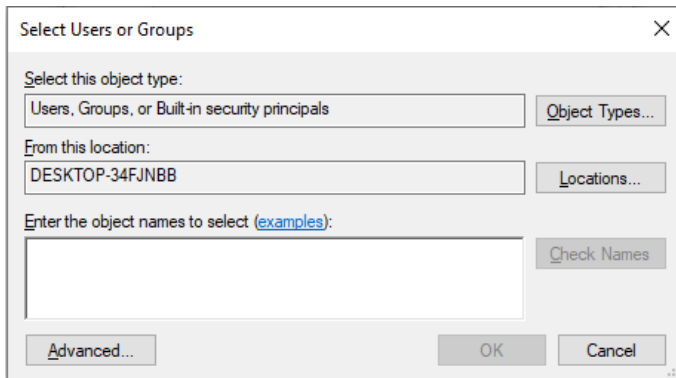 Select Users or Groups
Select this object type:
Users, Groups, or Built-in security principals
Object Types...
From this location:
DESKTOP-34FJNBB
Locations...
Enter the object names to select (examples):
Check Names
Advanced...
OK
Cancel